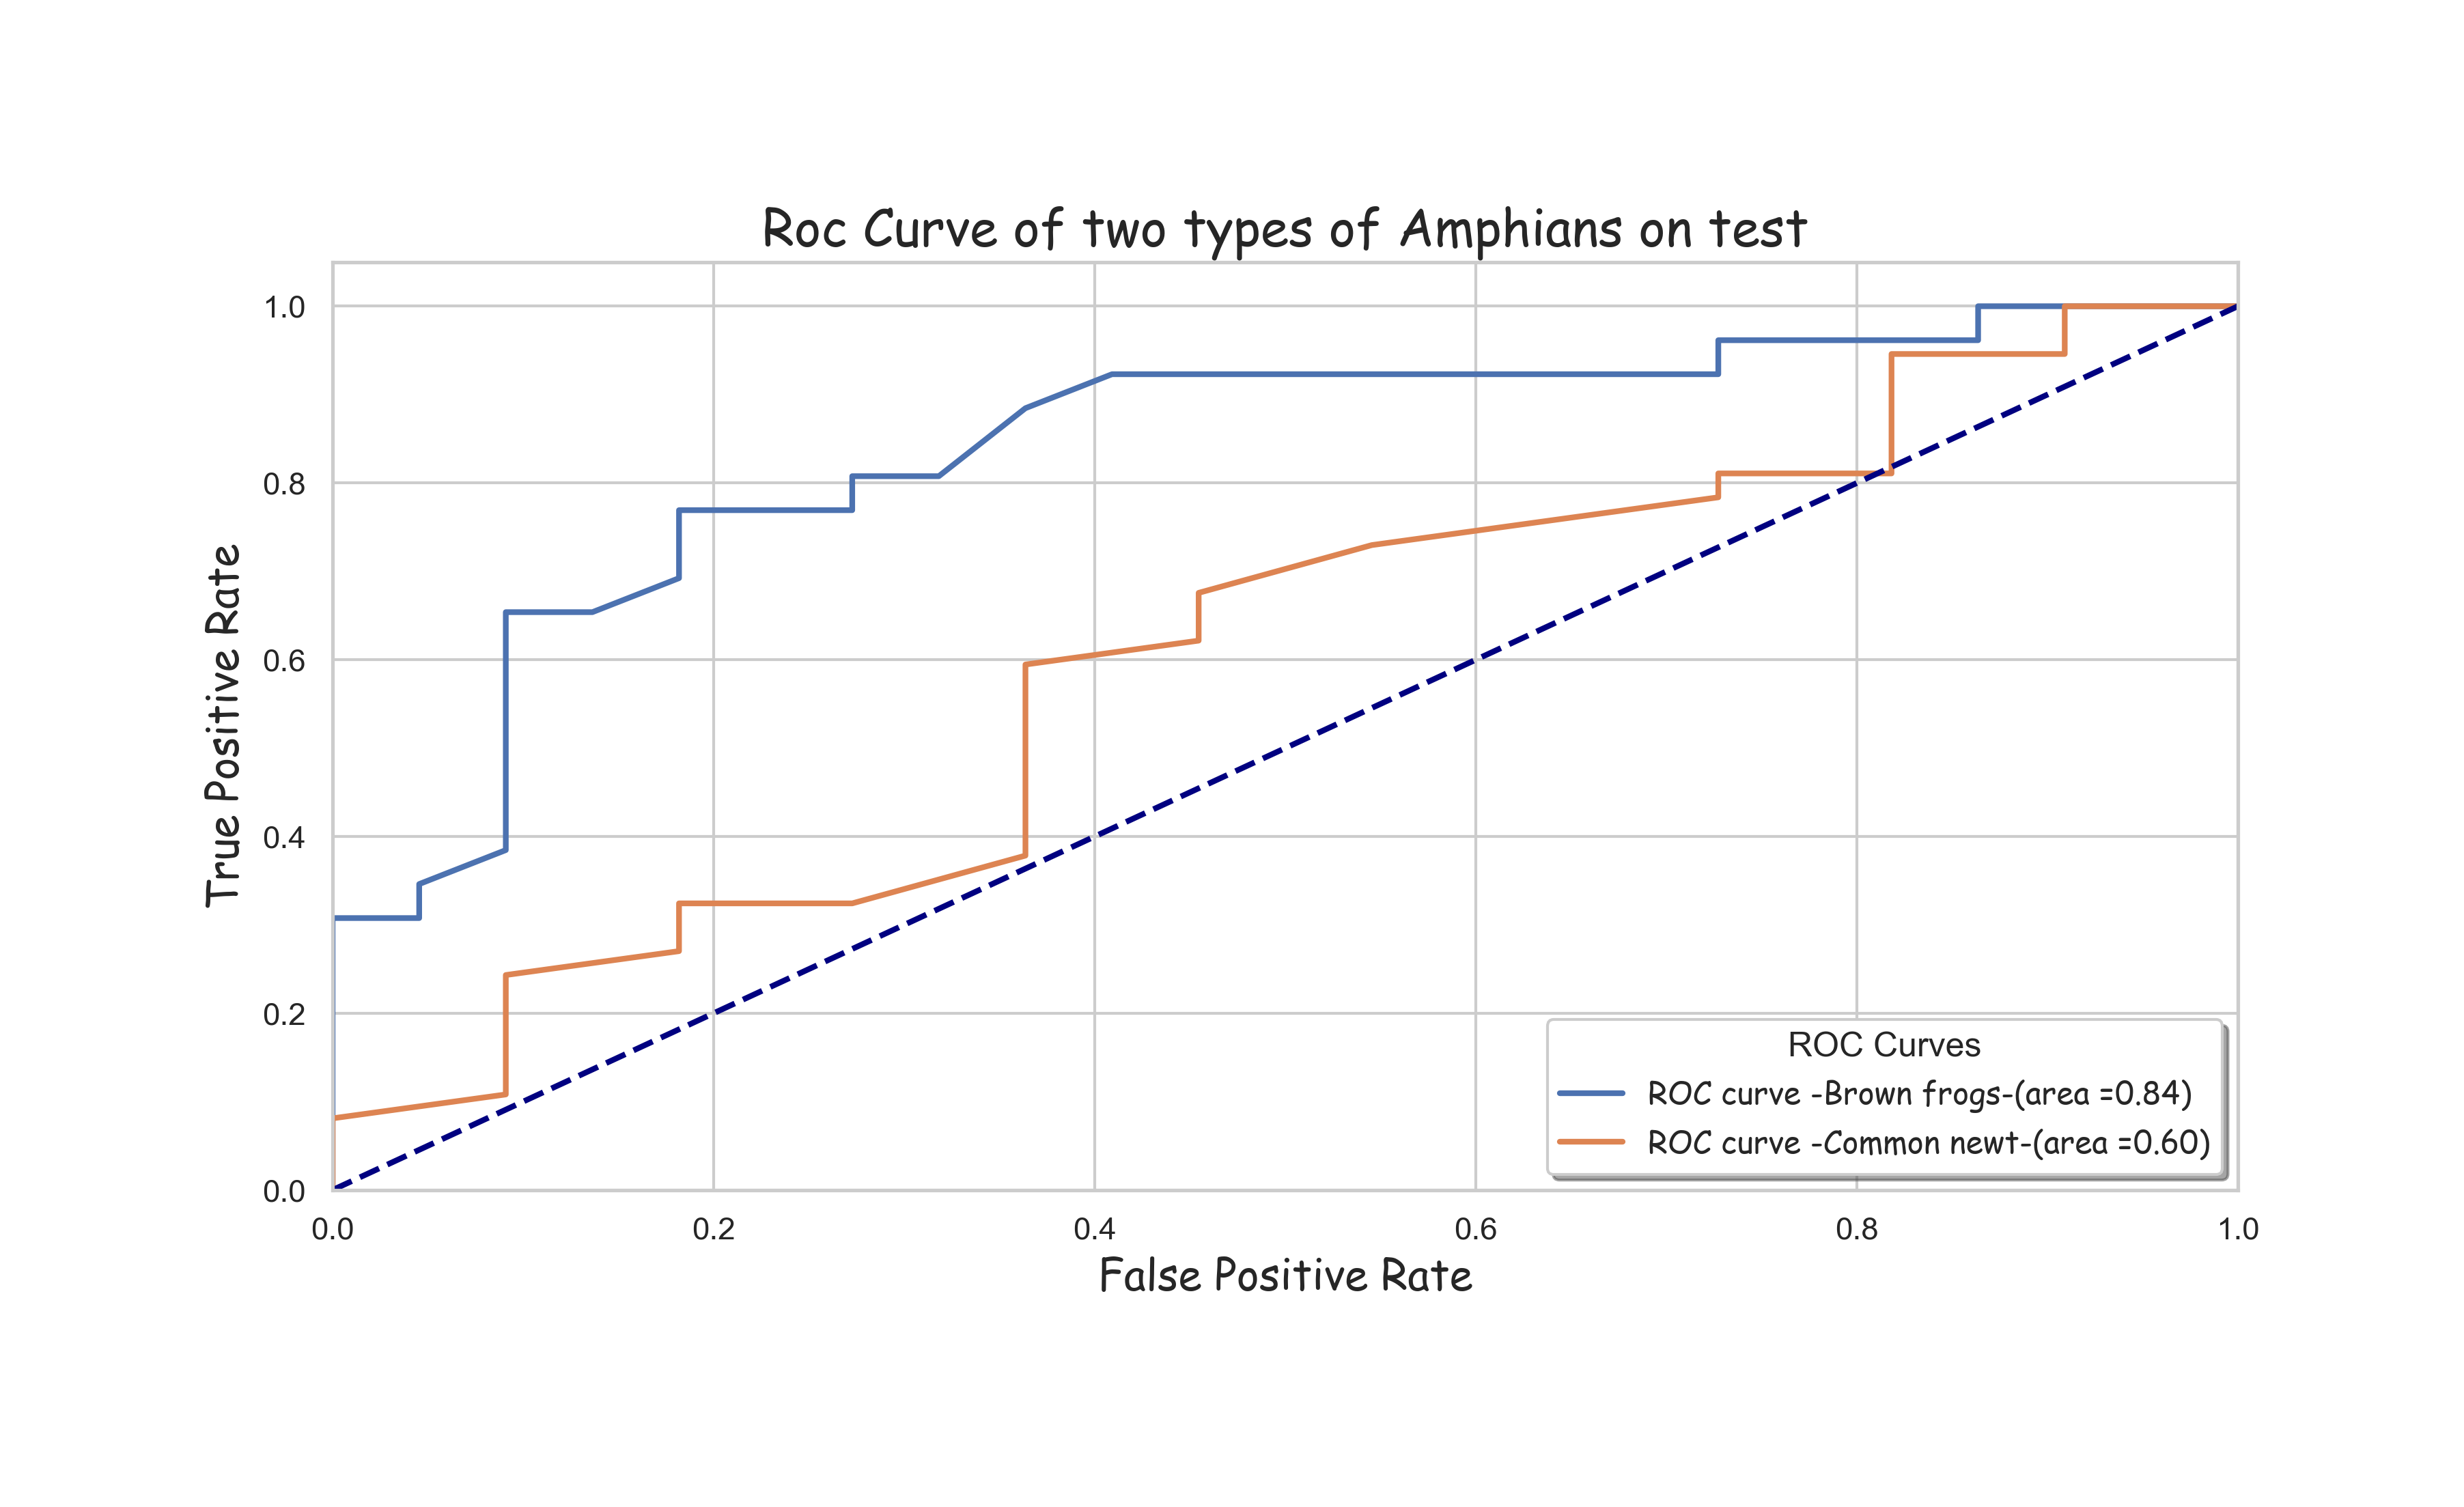 Roc Curve of two types of Amphians on test
True Positive Rate
1.0
0.8
0.6
0.4
0.2
0.0
ROC Curves
ROC curve -Brown frogs-(area =0.84)
ROC curve -Common newt-(area =0.60)
0.0 0.2 0.4 0.6 0.8 1.0
False Positive Rate